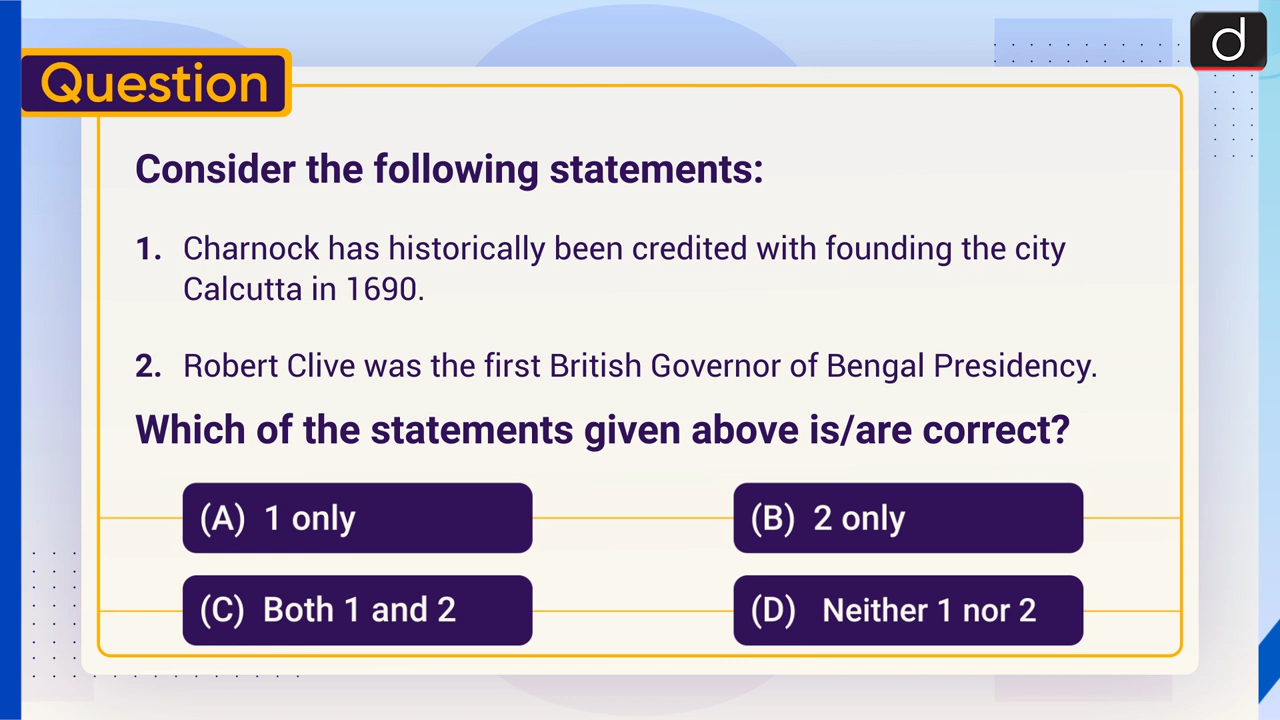 d
Question
Consider the following statements:
1. Charnock has historically been credited with founding the city
Calcutta in 1690.
2. Robert Clive was the first British Governor of Bengal Presidency.
Which of the statements given above is/are correct?
(A) 1 only
(B) 2 only
(C) Both 1 and 2
(D) Neither 1 nor 2